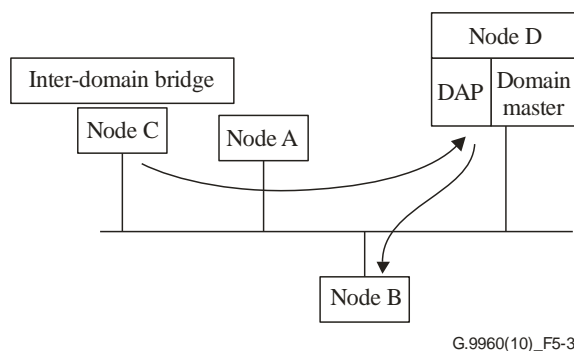 Node D
Inter-domain bridge
DAP
Domain
master
Node C
Node A
Node B
G.9960(10)_F5-3